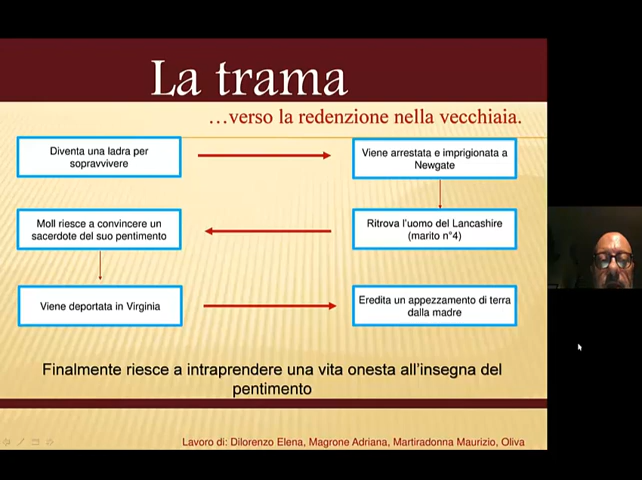 La trama
…verso la redenzione nella vecchiaia.
Diventa una ladra per
sopravvivere
Viene arrestata e imprigionata a
Newgate
Ritrova l'uomo del Lancashire
(marito n°4)
Moll riesce a convincere un
sacerdote del suo pentimento
Viene deportata in Virginia
Eredita un appezzamento di terra
dalla madre
Finalmente riesce a intraprendere una vita onesta all'insegna del
pentimento
Lavoro di: Dilorenzo Elena, Magrone Adriana, Martiradonna Maurizio, Oliva